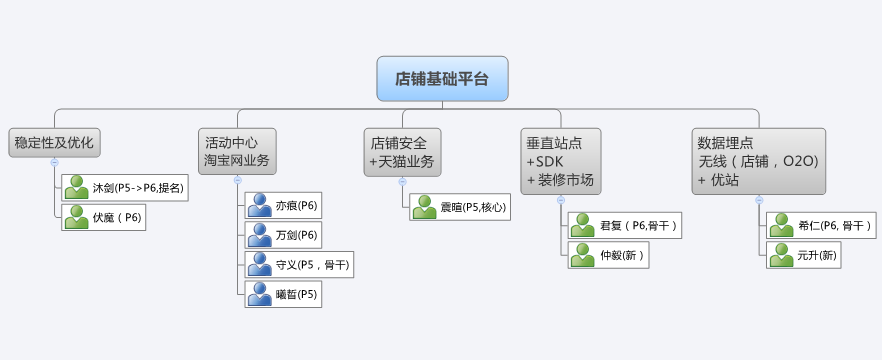 店铺基础平台
稳定性及优化
沐剑(P5->P6,提名)
伏魔（P6)
活动中心
淘宝网业务
亦痕(P6)
万剑(P6)
守义(P5，骨干)
曦皙(P5)
店铺安全
+天猫业务
震暄(P5,核心)
垂直站点
+SDK
+装修市场
君复（P6,骨干）
仲毅(新）
数据埋点
无线（店铺，O2O)
+ 优站
希仁(P6, 骨干）
元升(新)